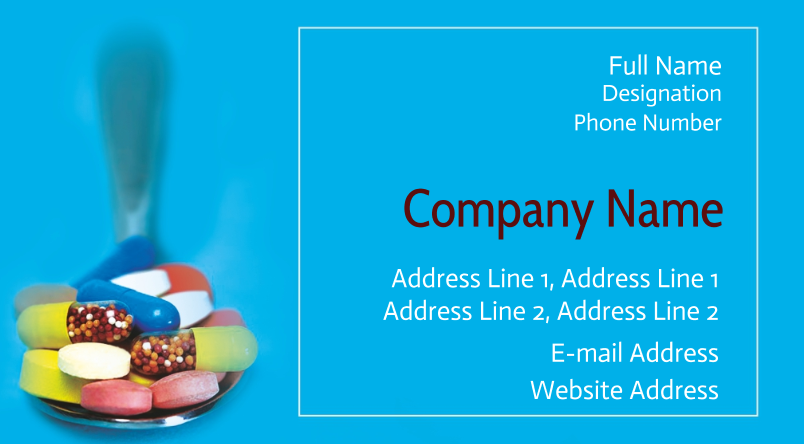 Full Name
Designation
Phone Number
Company Name
Address Line 1, Address Line 1
Address Line 2, Address Line 2
E-mail Address
Website Address